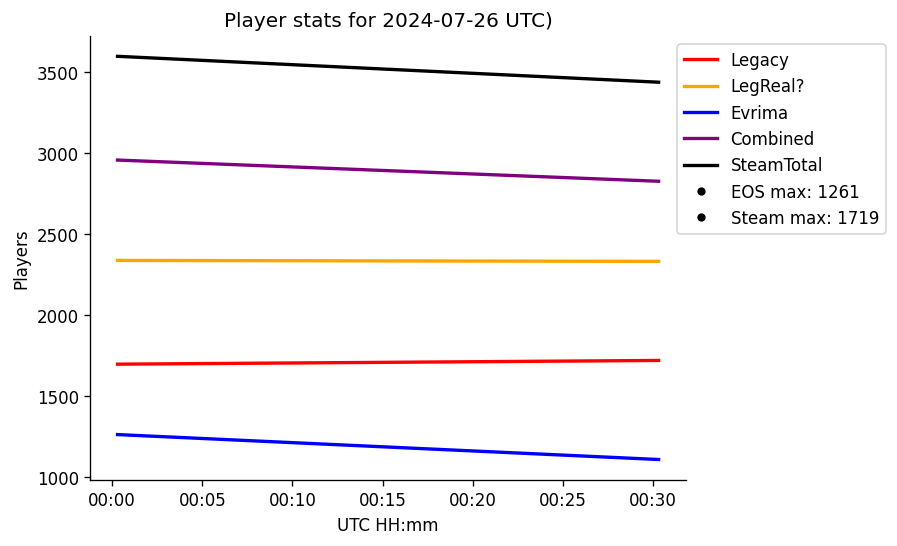 Player stats for 2024-07-26 UTC)
3500
3000
2500
2000
1500
1000
Players
00:00 00:05 00:10 00:15 00:20 00:25 00:30
UTC HH:mm
Legacy
LegReal?
Evrima
Combined
SteamTotal
EOS max: 1261
Steam max: 1719